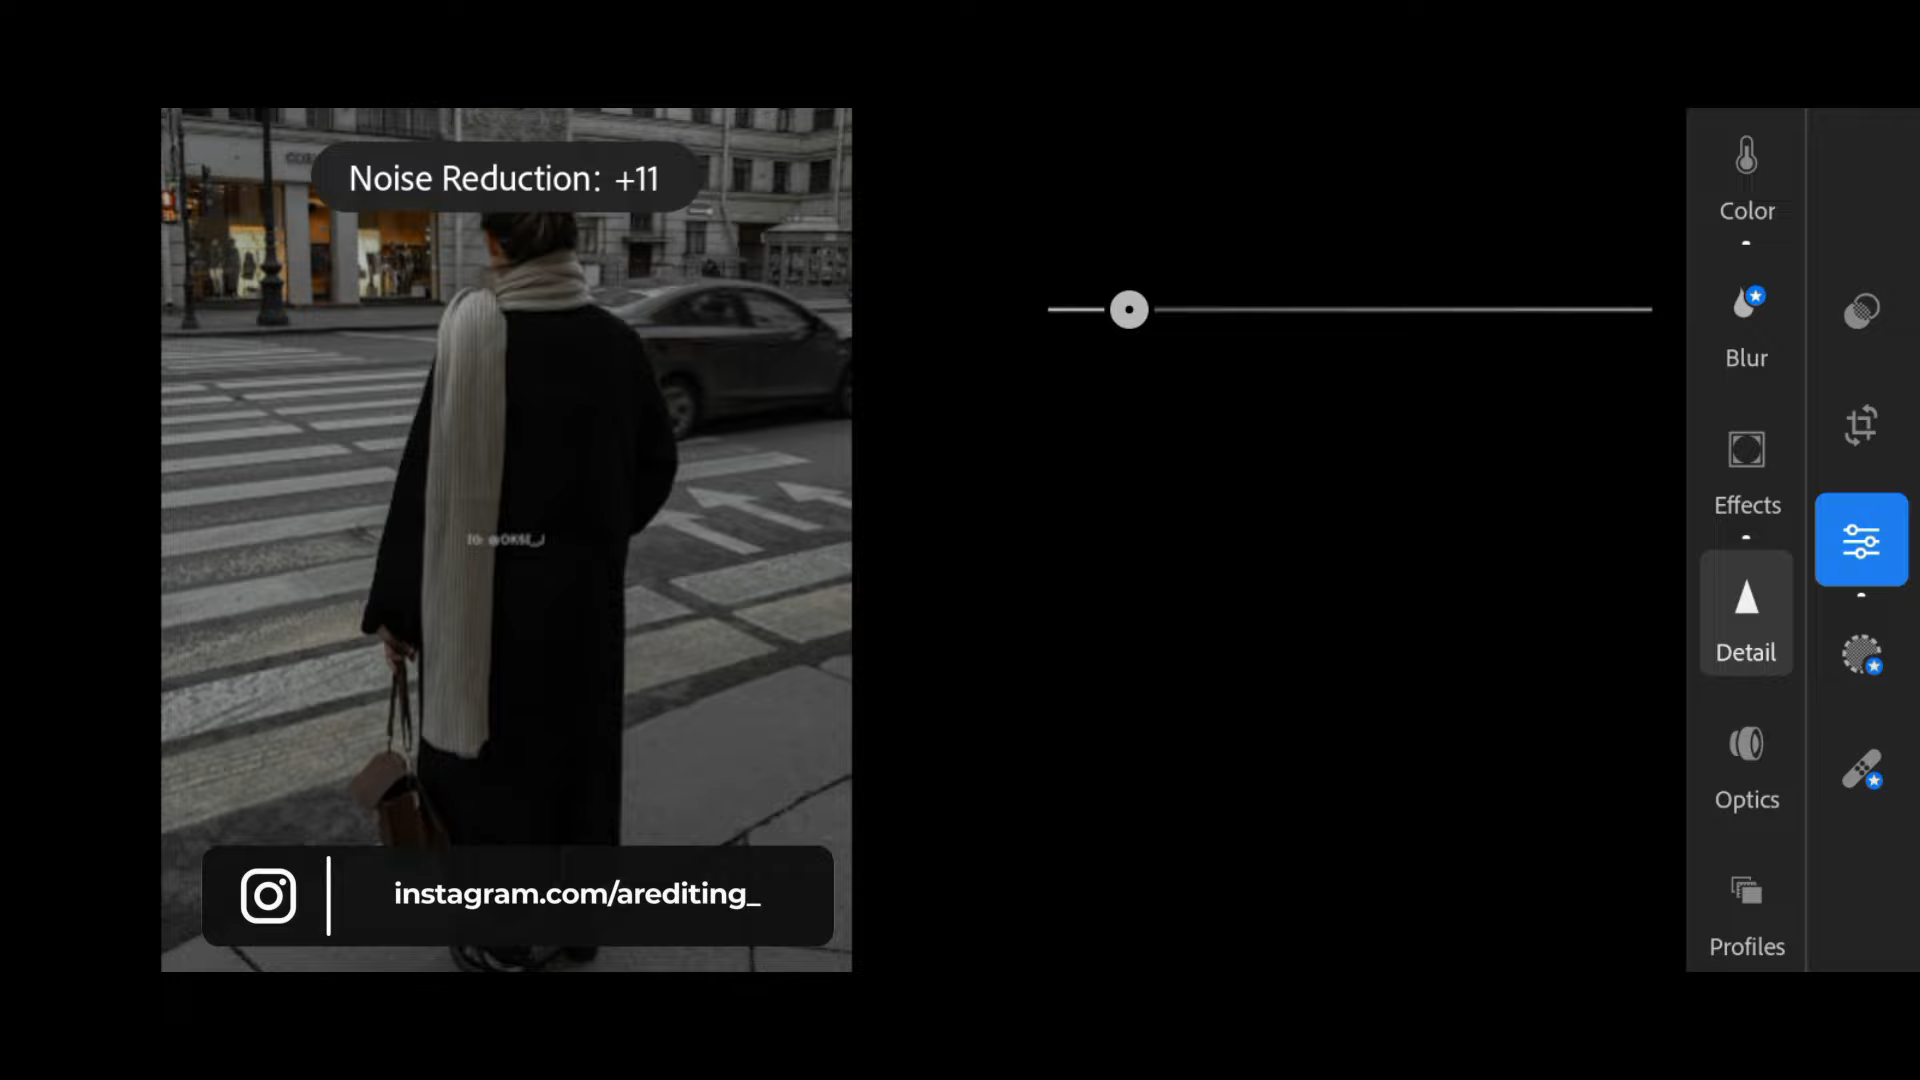 Noise Reduction: +11
instagram.com/arediting_
Color
Blur
Effects
Detail
Optics
Profiles